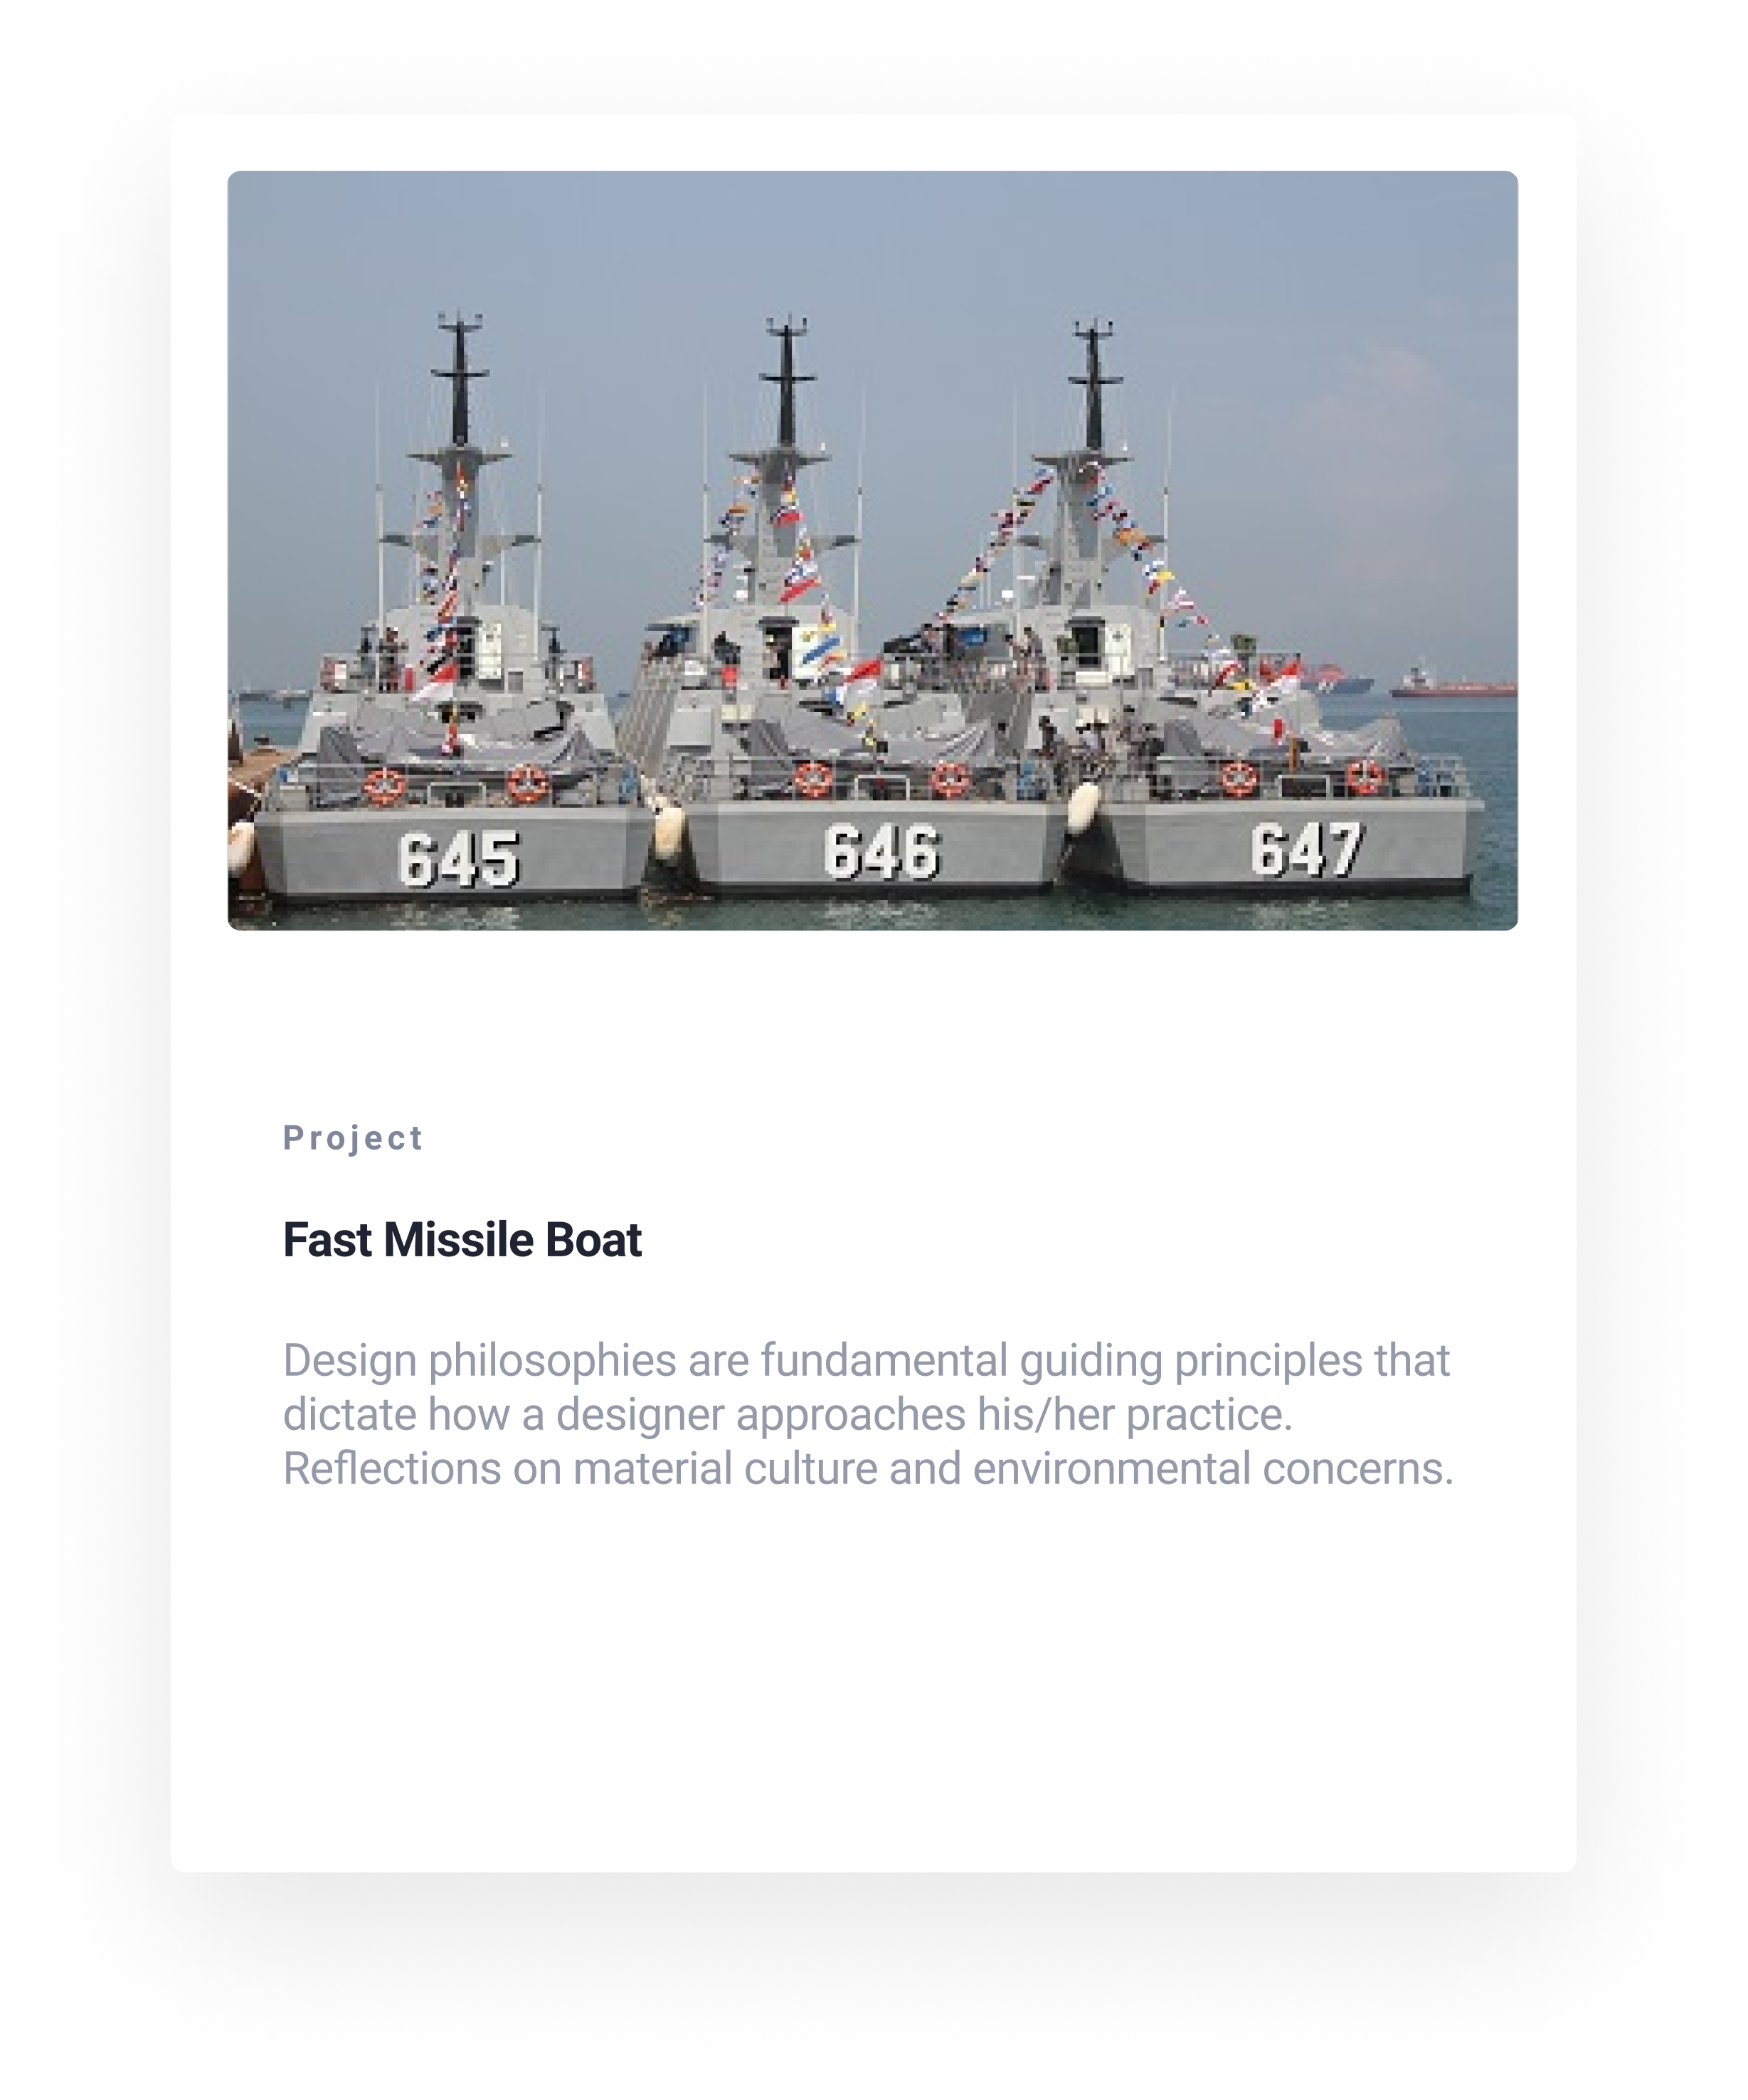 645
646
647
Project
Fast Missile Boat
Design philosophies are fundamental guiding principles that
dictate how a designer approaches his/her practice.
Reflections on material culture and environmental concerns.